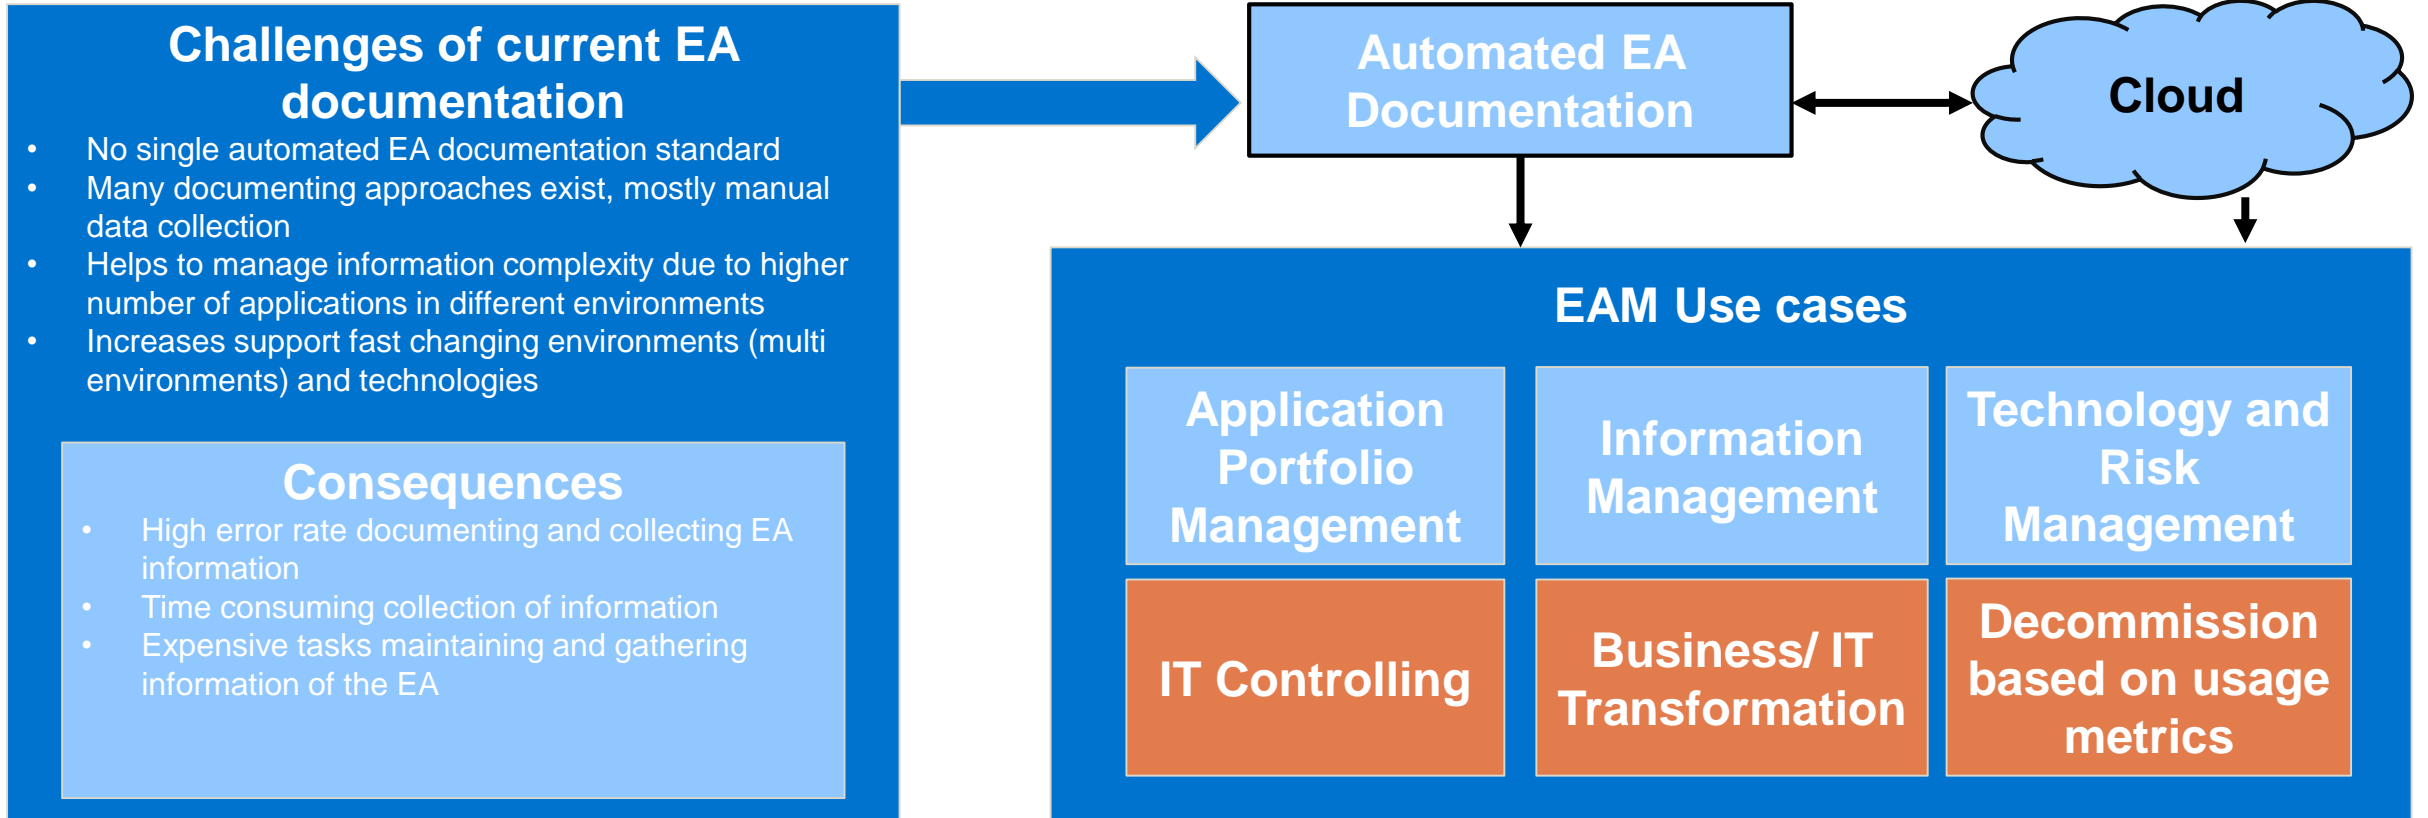 Challenges of current EA
documentation
• No single automated EA documentation standard
• Many documenting approaches exist, mostly manual
data collection
• Helps to manage information complexity due to higher
number of applications in different environments
• Increases support fast changing environments (multi
environments) and technologies
Consequences
• High error rate documenting and collecting EA
information
• Time consuming collection of information
• Expensive tasks maintaining and gathering
information of the EA
Automated EA
Documentation
Cloud
EAM Use cases
Application
Portfolio
Management
Information
Management
Technology and
Risk
Management
IT Controlling
Business/ IT
Transformation
Decommission
based on usage
metrics